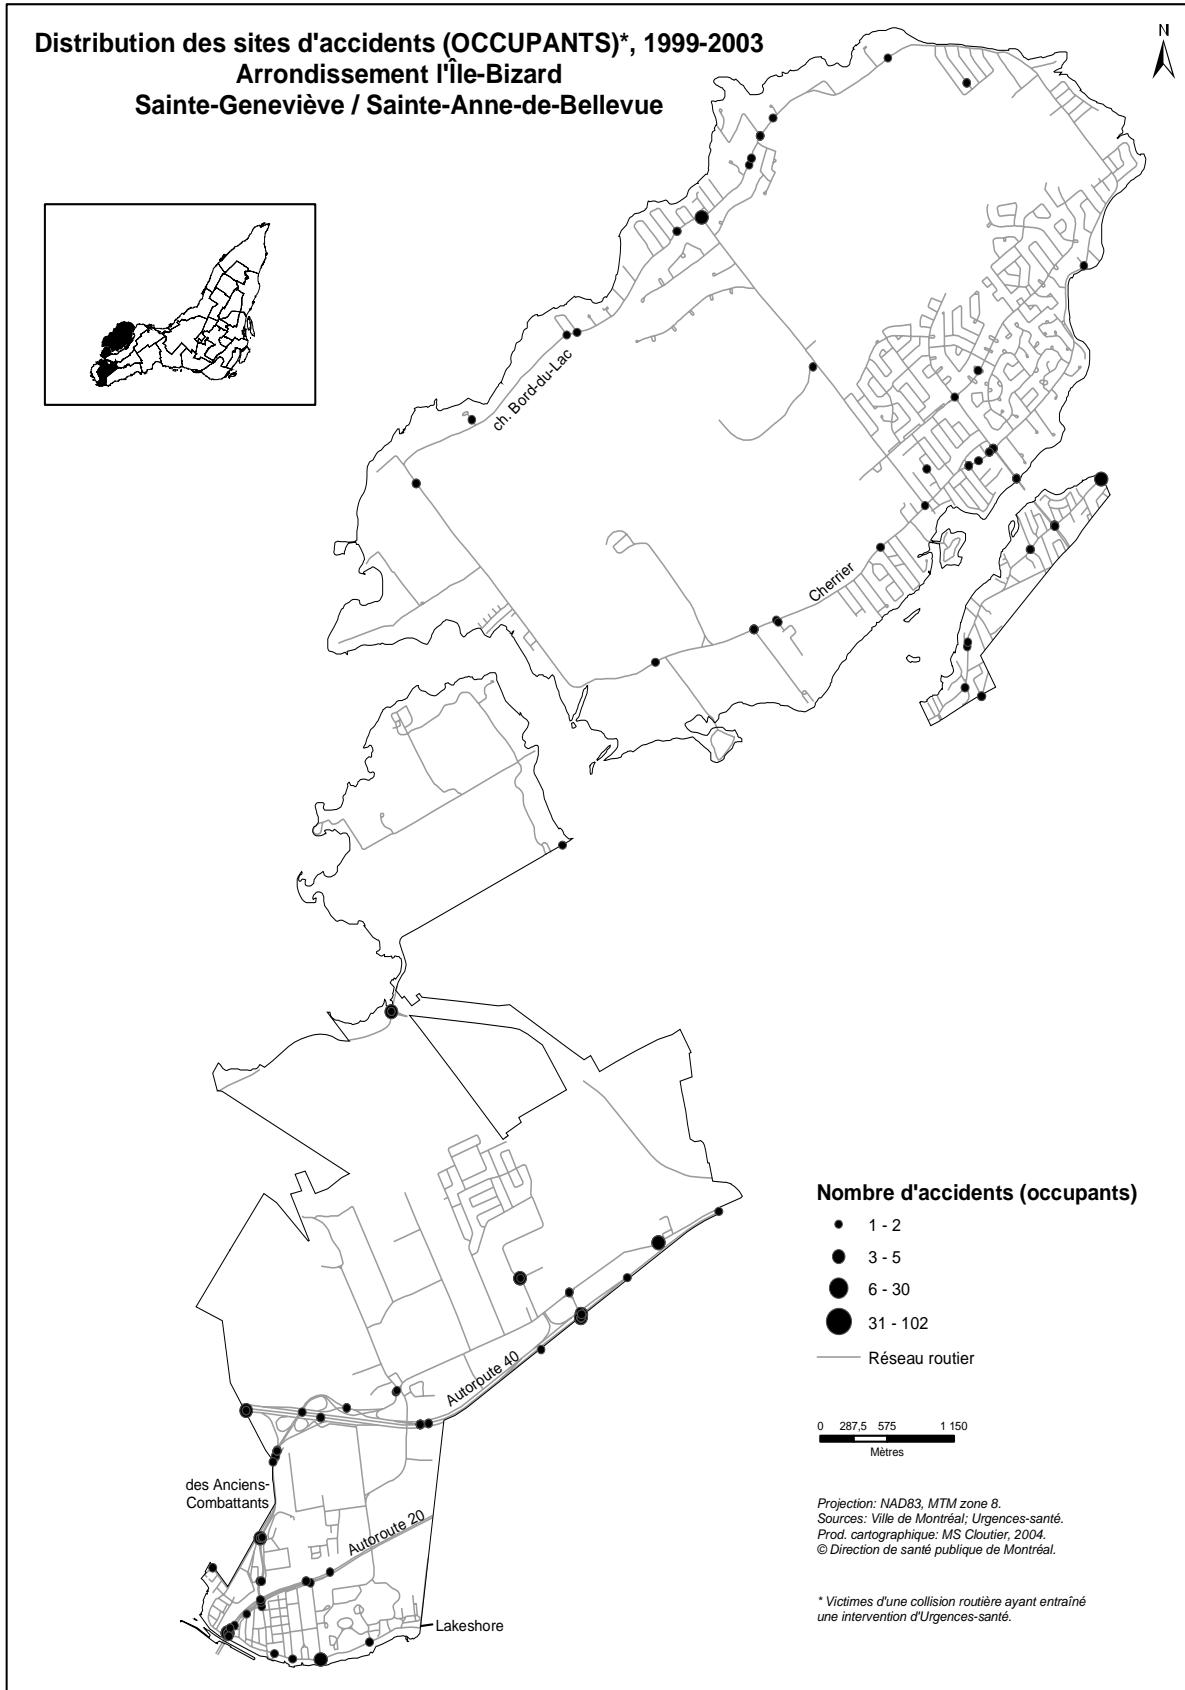 Distribution des sites d'accidents (OCCUPANTS)*, 1999-2003
Arrondissement l'Île-Bizard
Sainte-Geneviève / Sainte-Anne-de-Bellevue
N
ch. Bord-du-Lac
Cherrier
Nombre d'accidents (occupants)
1 - 2
3 - 5
6 - 30
31 - 102
Réseau routier
Autoroute 40
0 287,5 575 1 150
Mètres
des Anciens-
Combattants
Autoroute 20
Lakeshore
Projection: NAD83, MTM zone 8.
Sources: Ville de Montréal; Urgences-santé.
Prod. cartographique: MS Cloutier, 2004.
© Direction de santé publique de Montréal.
* Victimes d'une collision routière ayant entraîné
une intervention d'Urgences-santé.